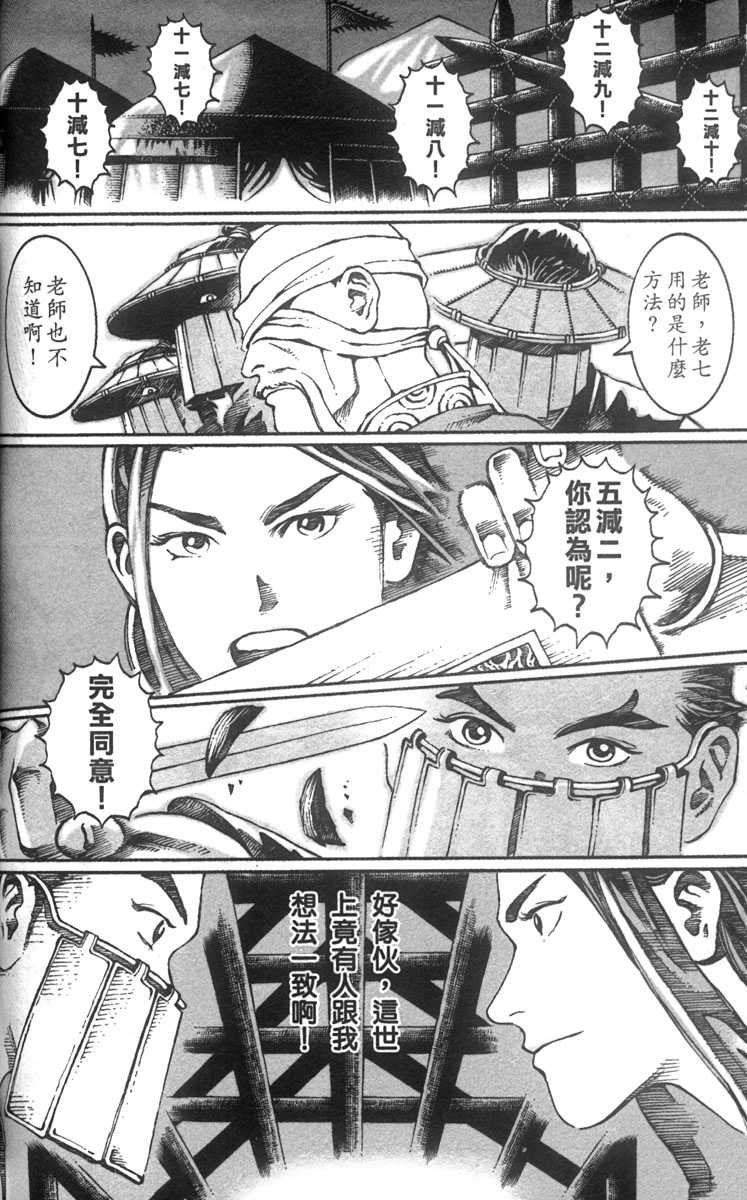 十二減十！
十二減九！
十一減八！
十一減七！
十減七！
老師，老七
用的是什麼
方法？
老師也不
知道啊！
五減二，
你認為呢？
完全同意！
好傢伙，這世
上竟有人跟我
想法一致啊！